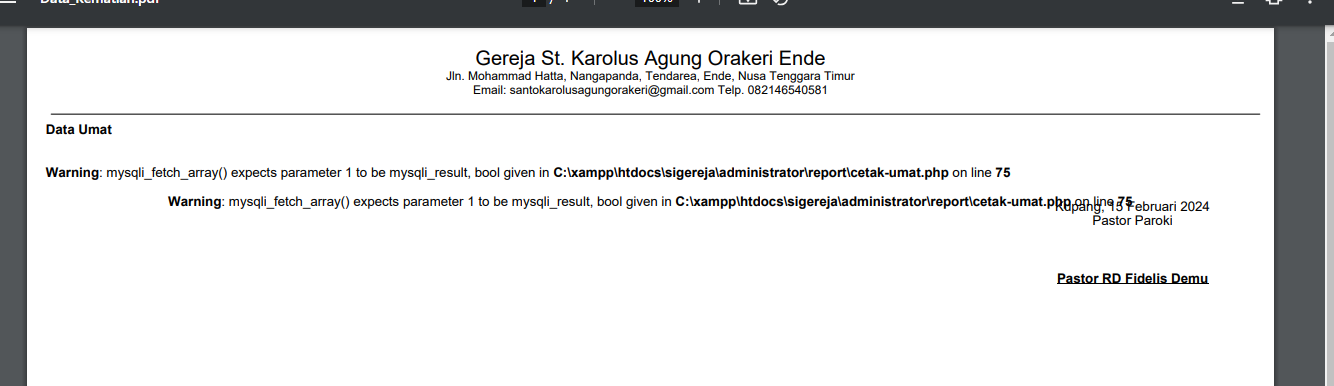 Data_Kematian.pdf
Gereja St. Karolus Agung Orakeri Ende
Jln. Mohammad Hatta, Nangapanda, Tendarea, Ende, Nusa Tenggara Timur
Email: santokarolusagungorakeri@gmail.com Telp. 082146540581
Data Umat
Warning: mysqli_fetch_array() expects parameter 1 to be mysqli_result, bool given in C:\xampp\htdocs\sigereja\administrator\report\cetak-umat.php on line 75
Warning: mysqli_fetch_array() expects parameter 1 to be mysqli_result, bool given in C:\xampp\htdocs\sigereja\administrator\report\cetak-umat.php on line 75
Kupang, 15 Februari 2024
Pastor Paroki
Pastor RD Fidelis Demu